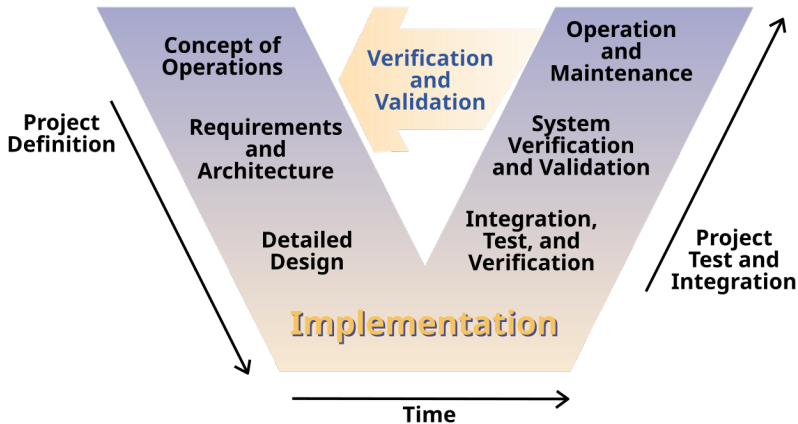 Concept of
Operations
Verification
and
Validation
Operation
and
Maintenance
Project
Definition
Requirements
and
Architecture
System
Verification
and Validation
Detailed
Design
Integration,
Test, and
Verification
Project
Test and
Integration
Implementation
Time